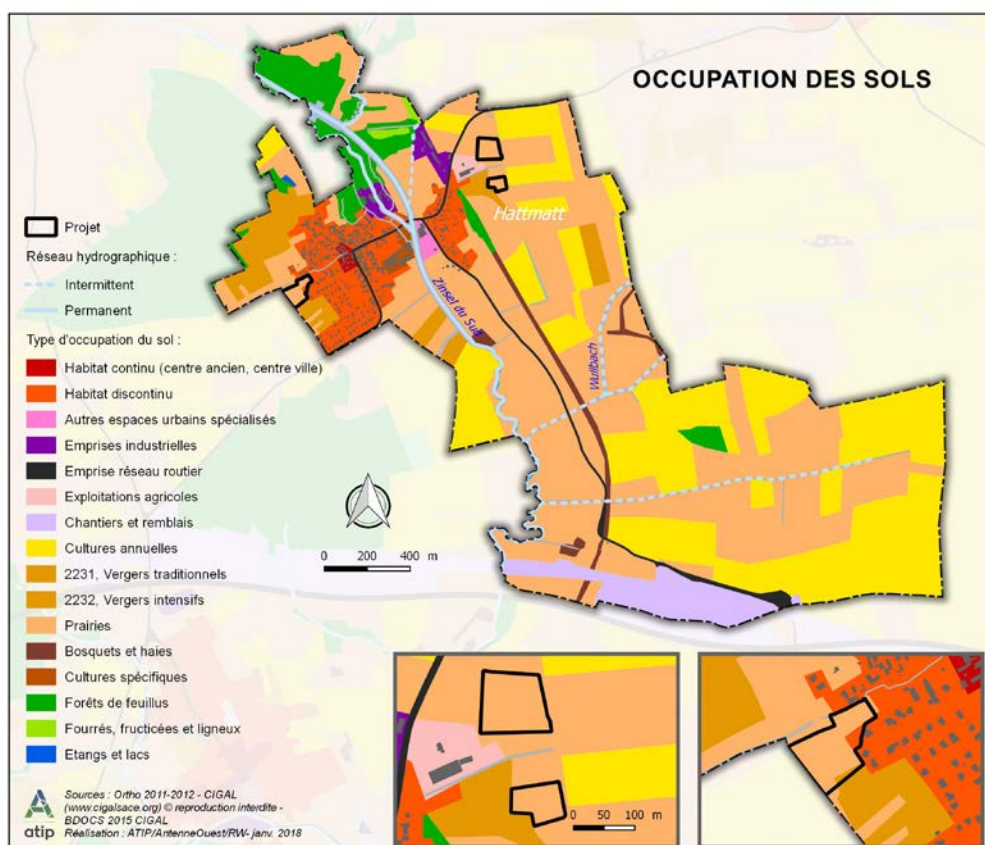 OCCUPATION DES SOLS
Hattmatt
Zinsel du Sud
Wullbach
Projet
Réseau hydrographique :
Intermittent
Permanent
Type d'occupation du sol :
Habitat continu (centre ancien, centre ville)
Habitat discontinu
Autres espaces urbains spécialisés
Emprises industrielles
Emprise réseau routier
Exploitations agricoles
Chantiers et remblais
Cultures annuelles
2231, Vergers traditionnels
2232, Vergers intensifs
Prairies
Bosquets et haies
Cultures spécifiques
Forêts de feuillus
Fourrés, fructicées et ligneux
Etangs et lacs
0 200 400 m
0 50 100 m
atip
Sources : Ortho 2011-2012 - CIGAL
(www.cigalsace.org) © reproduction interdite -
BDOCS 2015 CIGAL
Réalisation : ATIP/AntenneOuest/RW- janv. 2018